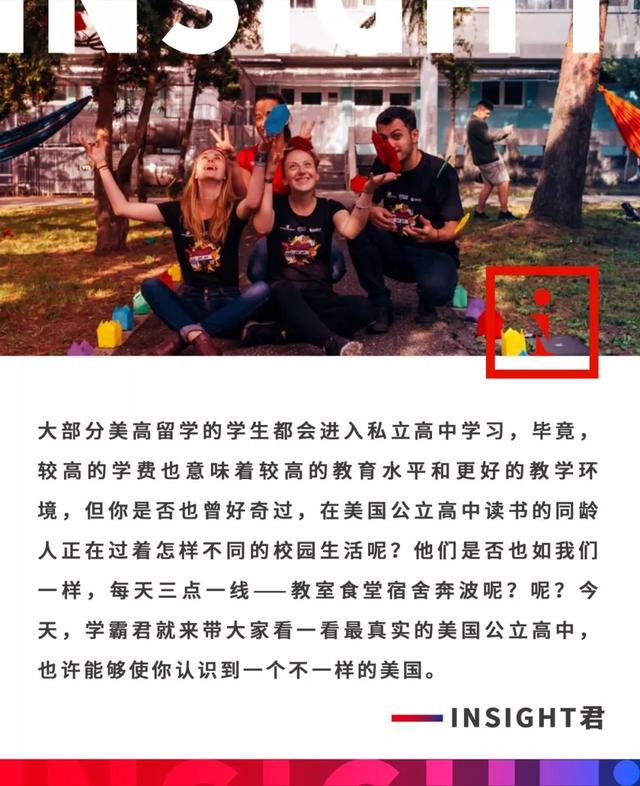 INSIGHT
大部分美高留学的学生都会进入私立高中学习，毕竟，
较高的学费也意味着较高的教育水平和更好的教学环
境，但你是否也曾好奇过，在美国公立高中读书的同龄
人正在过着怎样不同的校园生活呢？他们是否也如我们
一样，每天三点一线——教室食堂宿舍奔波呢？呢？今
天，学霸君就来带大家看一看最真实的美国公立高中，
也许能够使你认识到一个不一样的美国。
INSIGHT君
INSIGHT